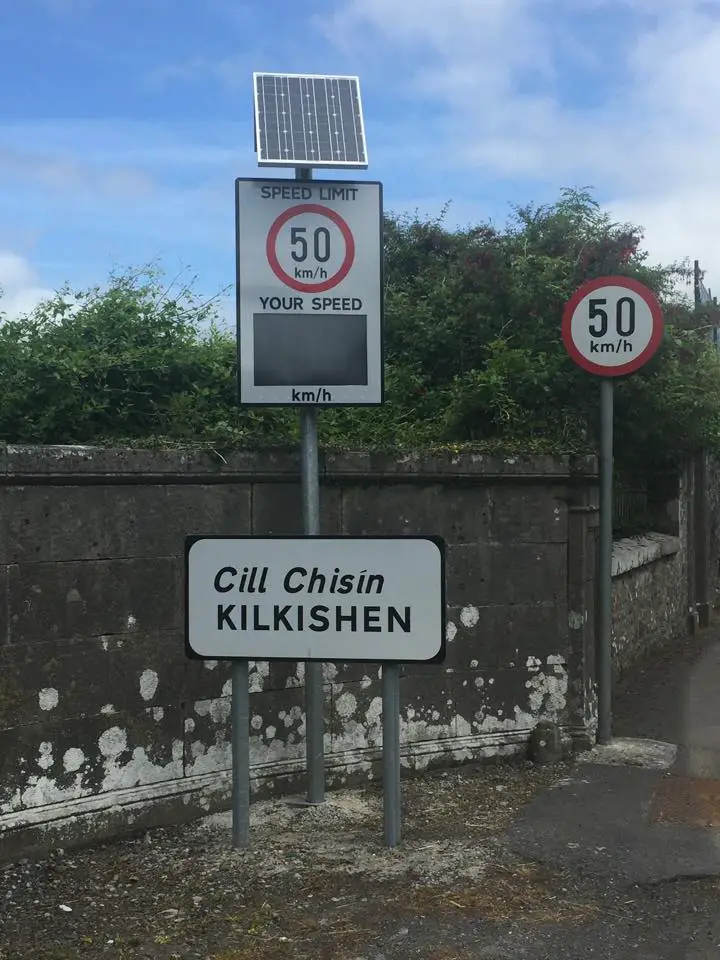 SPEED LIMIT
50
km/h
YOUR SPEED
km/h
50
km/h
Cill Chisín
KILKISHEN